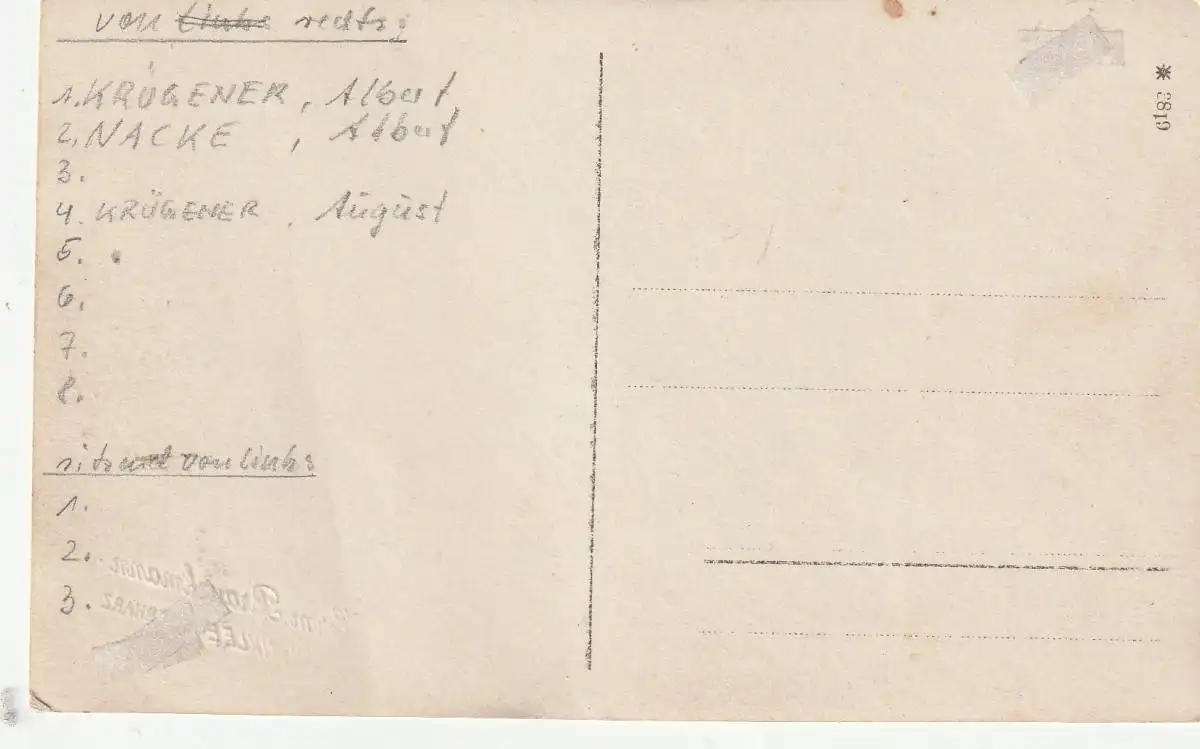 von ~~links~~ rechts;
1. KRÜGENER, Albert
2. NACKE, Albert
3.
4. KRÜGENER, August
5.
6.
7.
8.
sitzend von links
1.
2.
3.
6819